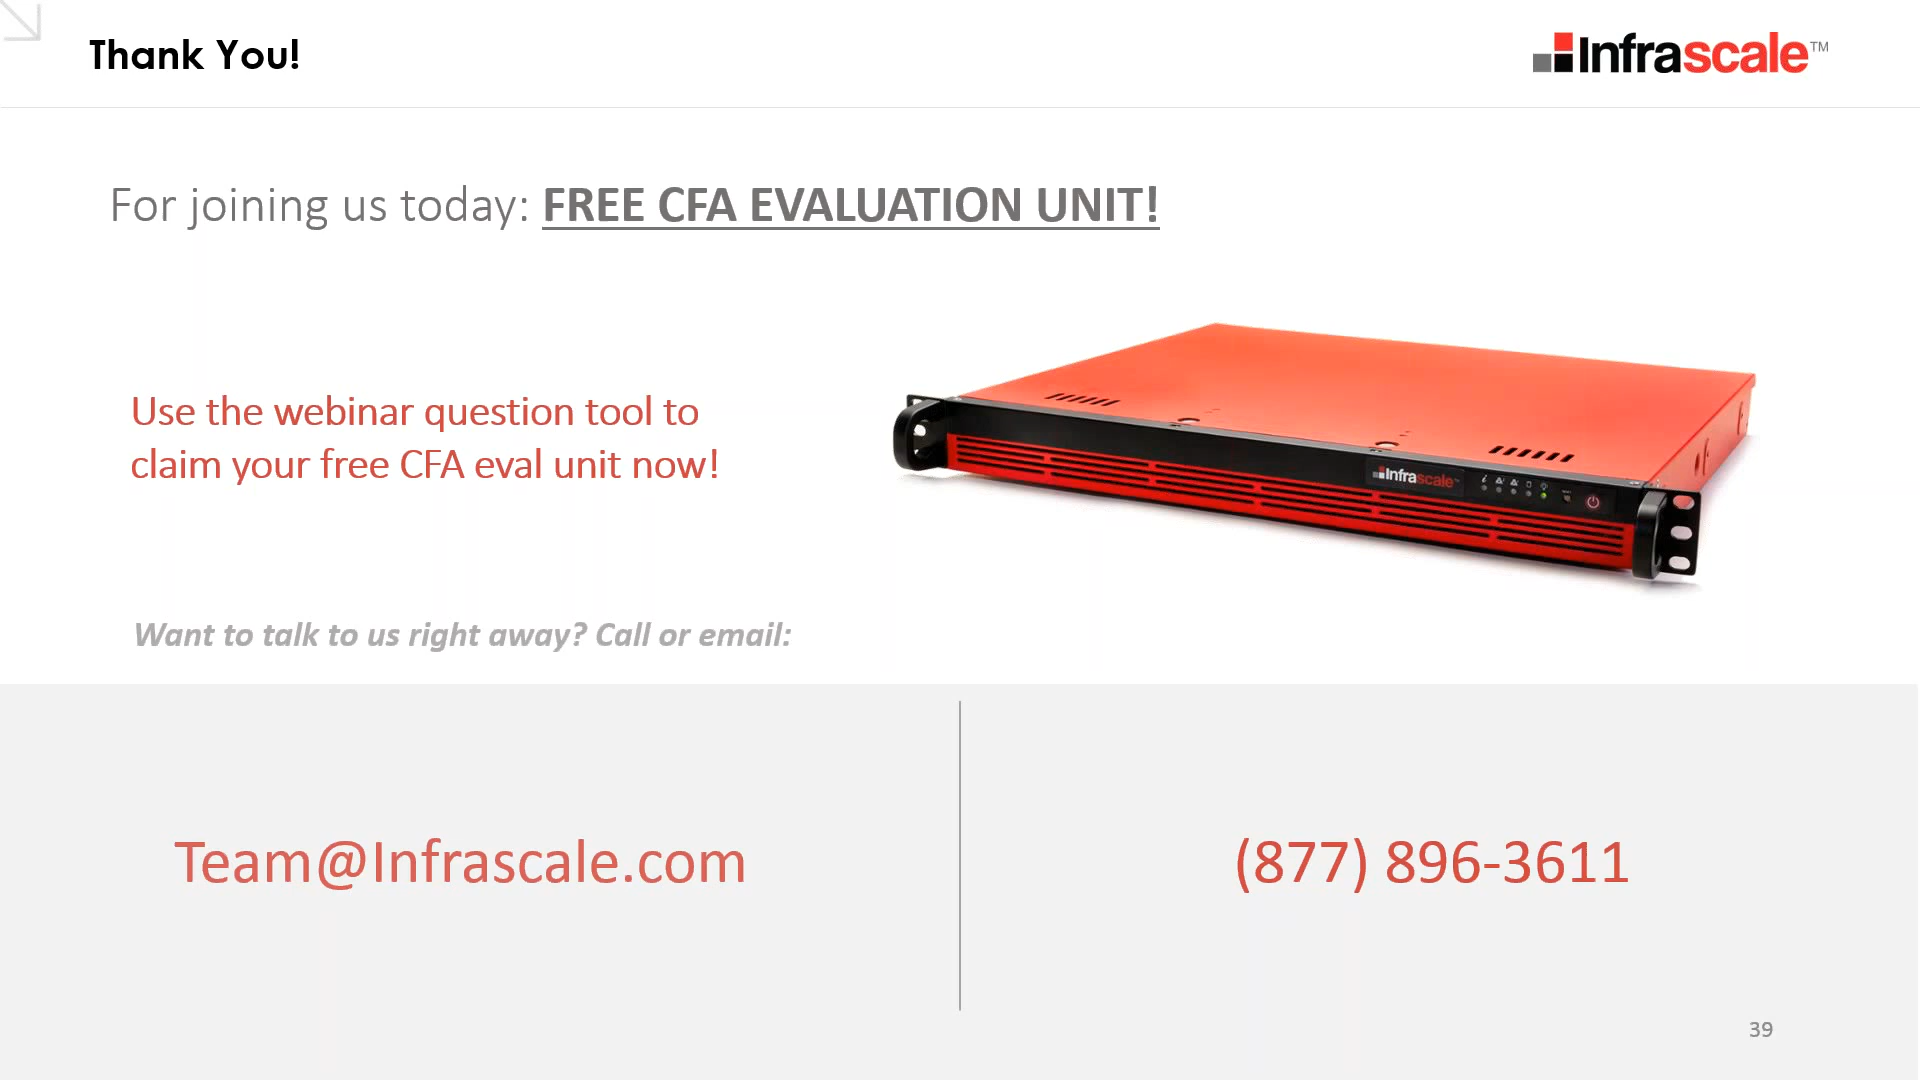 Thank You!
Infrascale™
For joining us today: FREE CFA EVALUATION UNIT!
Use the webinar question tool to
claim your free CFA eval unit now!
Infrascale™
Want to talk to us right away? Call or email:
Team@Infrascale.com
(877) 896-3611
39